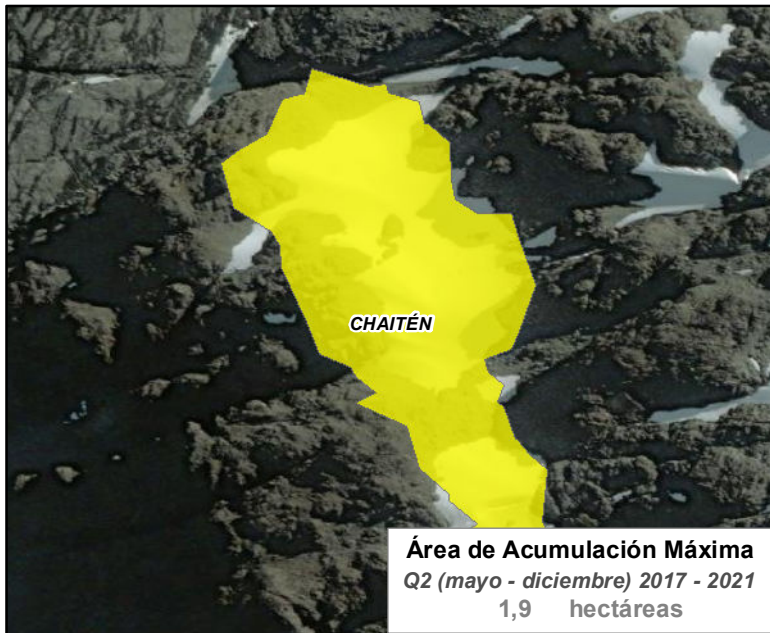 CHAITÉN
Área de Acumulación Máxima
Q2 (mayo - diciembre) 2017 - 2021
1,9 hectáreas